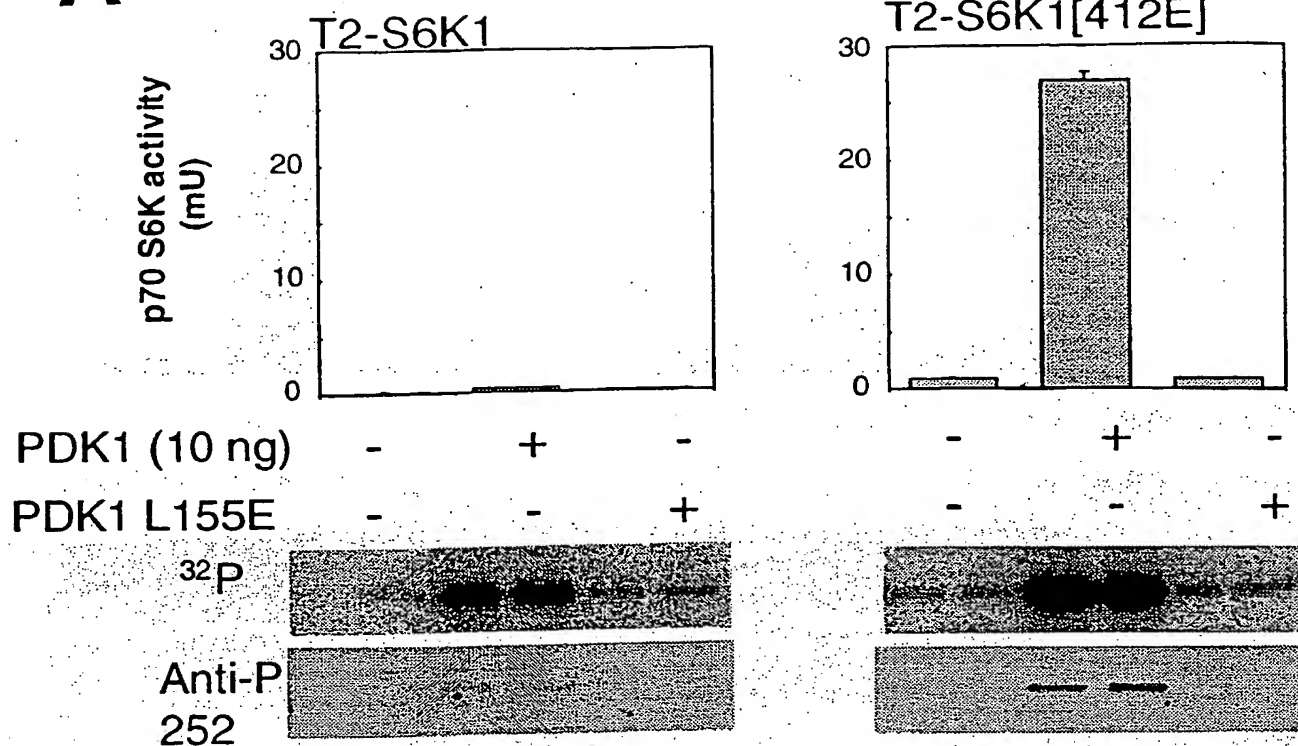 A
T2-S6K1
T2-S6K1[412E]
p70 S6K activity
(mU)
30
20
10
0
30
20
10
0
PDK1 (10 ng) - + - - + -
PDK1 L155E - - + - - +
32P
Anti-P
252